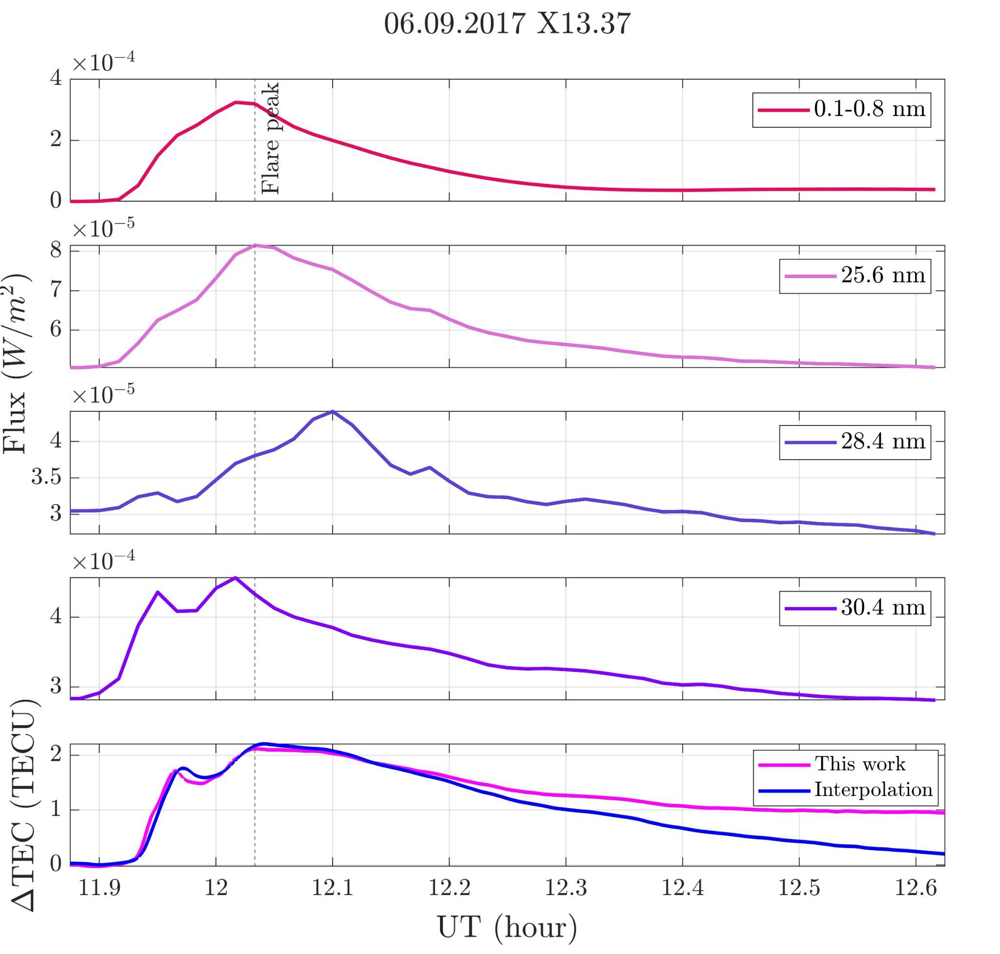 06.09.2017 X13.37
×10⁻⁴
4
2
0
Flare peak
0.1-0.8 nm
×10⁻⁵
8
7
6
25.6 nm
Flux (W/m²)
×10⁻⁵
4
3.5
3
28.4 nm
×10⁻⁴
4
3
30.4 nm
ΔTEC (TECU)
2
1
0
This work
Interpolation
11.9 12 12.1 12.2 12.3 12.4 12.5 12.6
UT (hour)